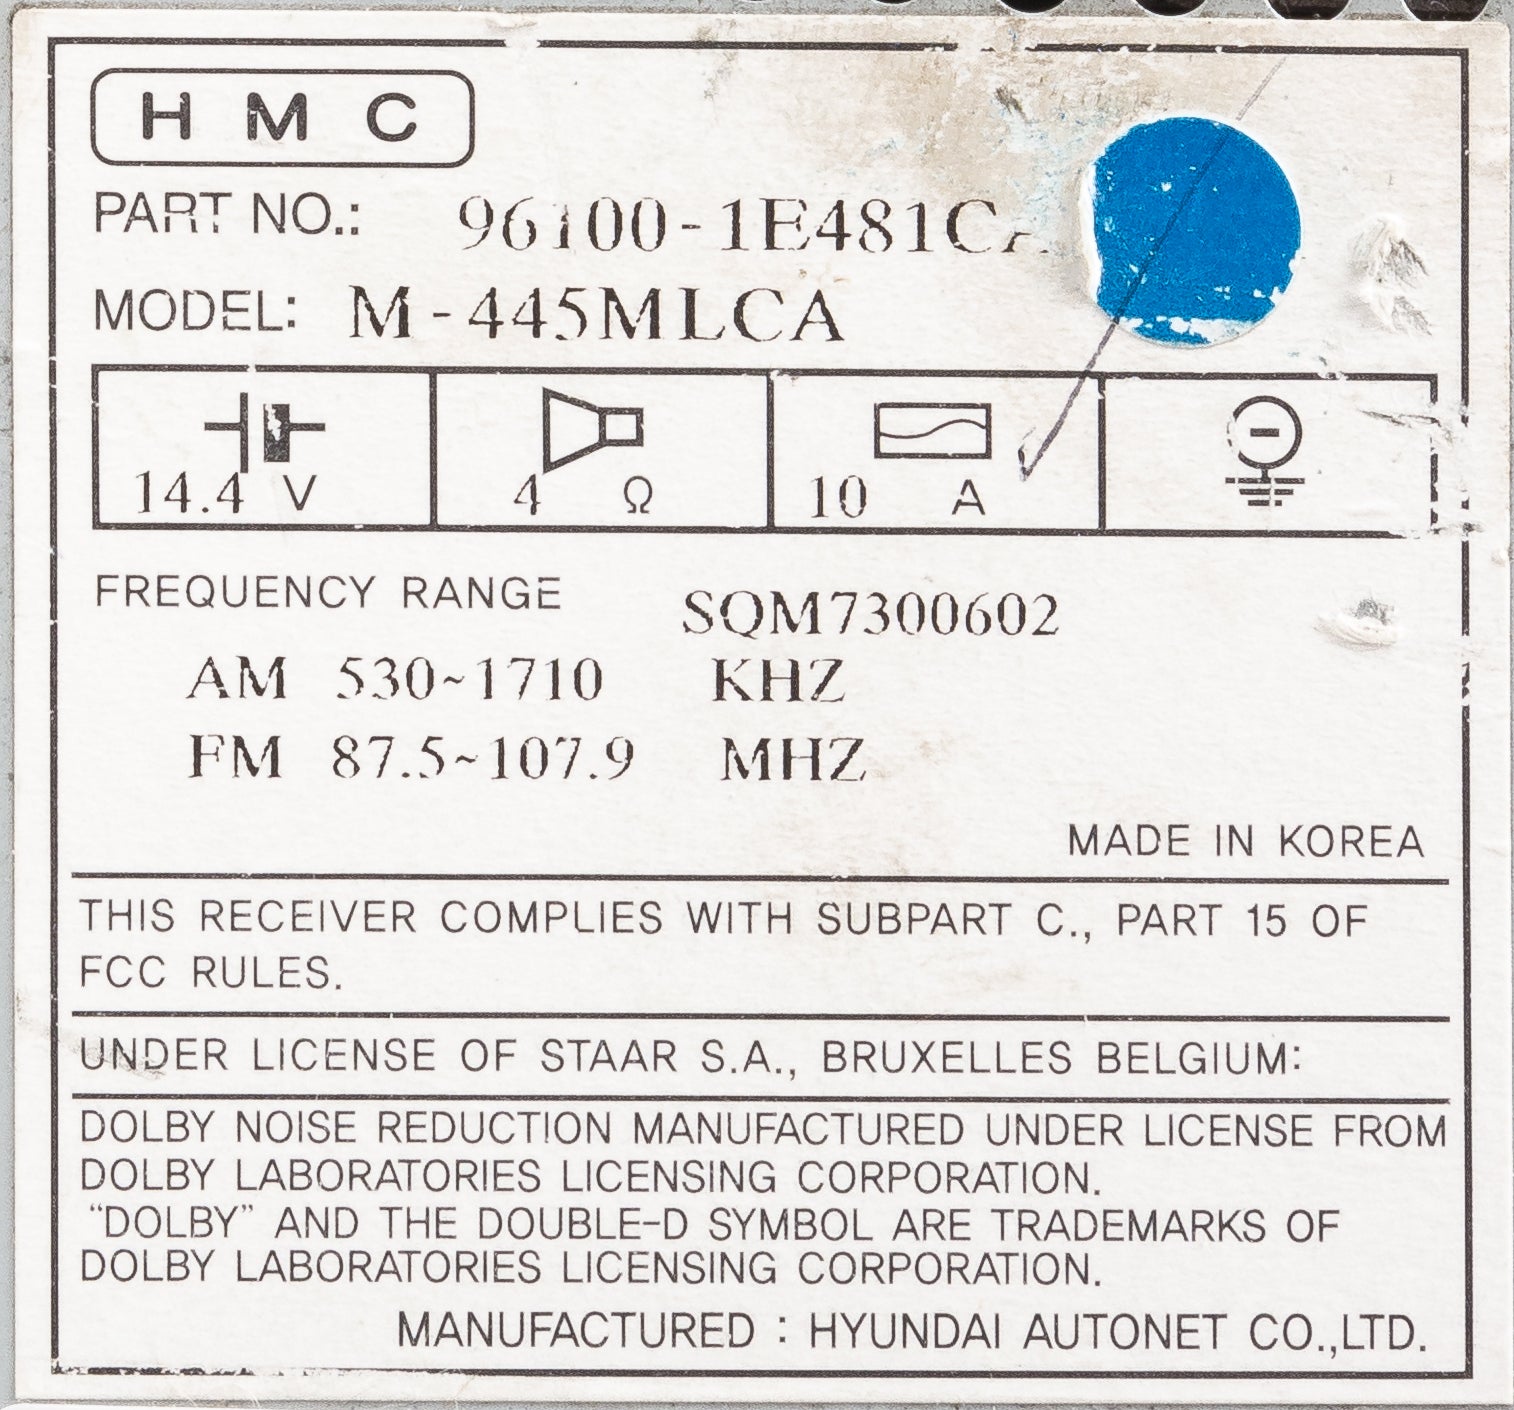 HMC
PART NO.: 96100-1E481C
MODEL: M-445MLCA
14.4 V 4 Ω 10 A
FREQUENCY RANGE SQM7300602
AM 530~1710 KHZ
FM 87.5~107.9 MHZ
MADE IN KOREA
THIS RECEIVER COMPLIES WITH SUBPART C., PART 15 OF
FCC RULES.
UNDER LICENSE OF STAAR S.A., BRUXELLES BELGIUM:
DOLBY NOISE REDUCTION MANUFACTURED UNDER LICENSE FROM
DOLBY LABORATORIES LICENSING CORPORATION.
“DOLBY” AND THE DOUBLE-D SYMBOL ARE TRADEMARKS OF
DOLBY LABORATORIES LICENSING CORPORATION.
MANUFACTURED : HYUNDAI AUTONET CO.,LTD.